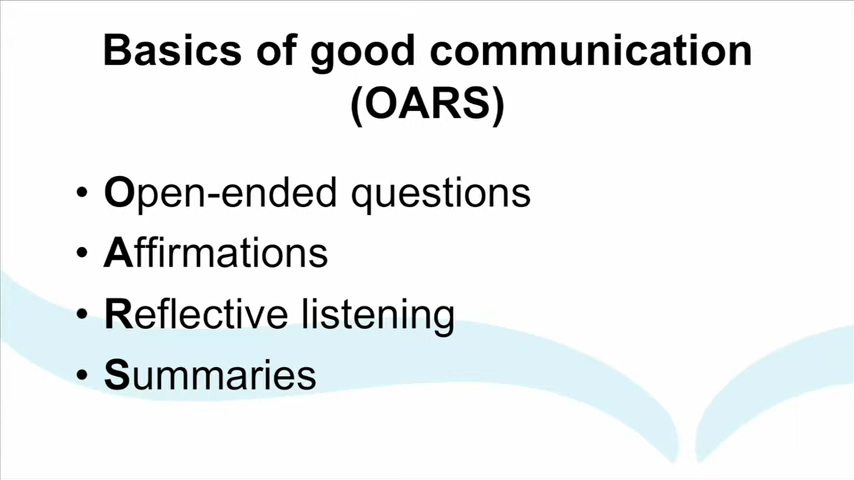 Basics of good communication
(OARS)
• Open-ended questions
• Affirmations
• Reflective listening
• Summaries